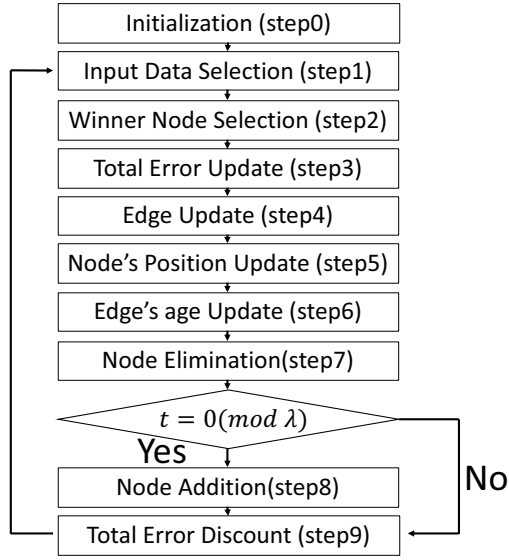 Initialization (step0)
Input Data Selection (step1)
Winner Node Selection (step2)
Total Error Update (step3)
Edge Update (step4)
Node's Position Update (step5)
Edge's age Update (step6)
Node Elimination(step7)
t = 0(mod λ)
Yes
No
Node Addition(step8)
Total Error Discount (step9)